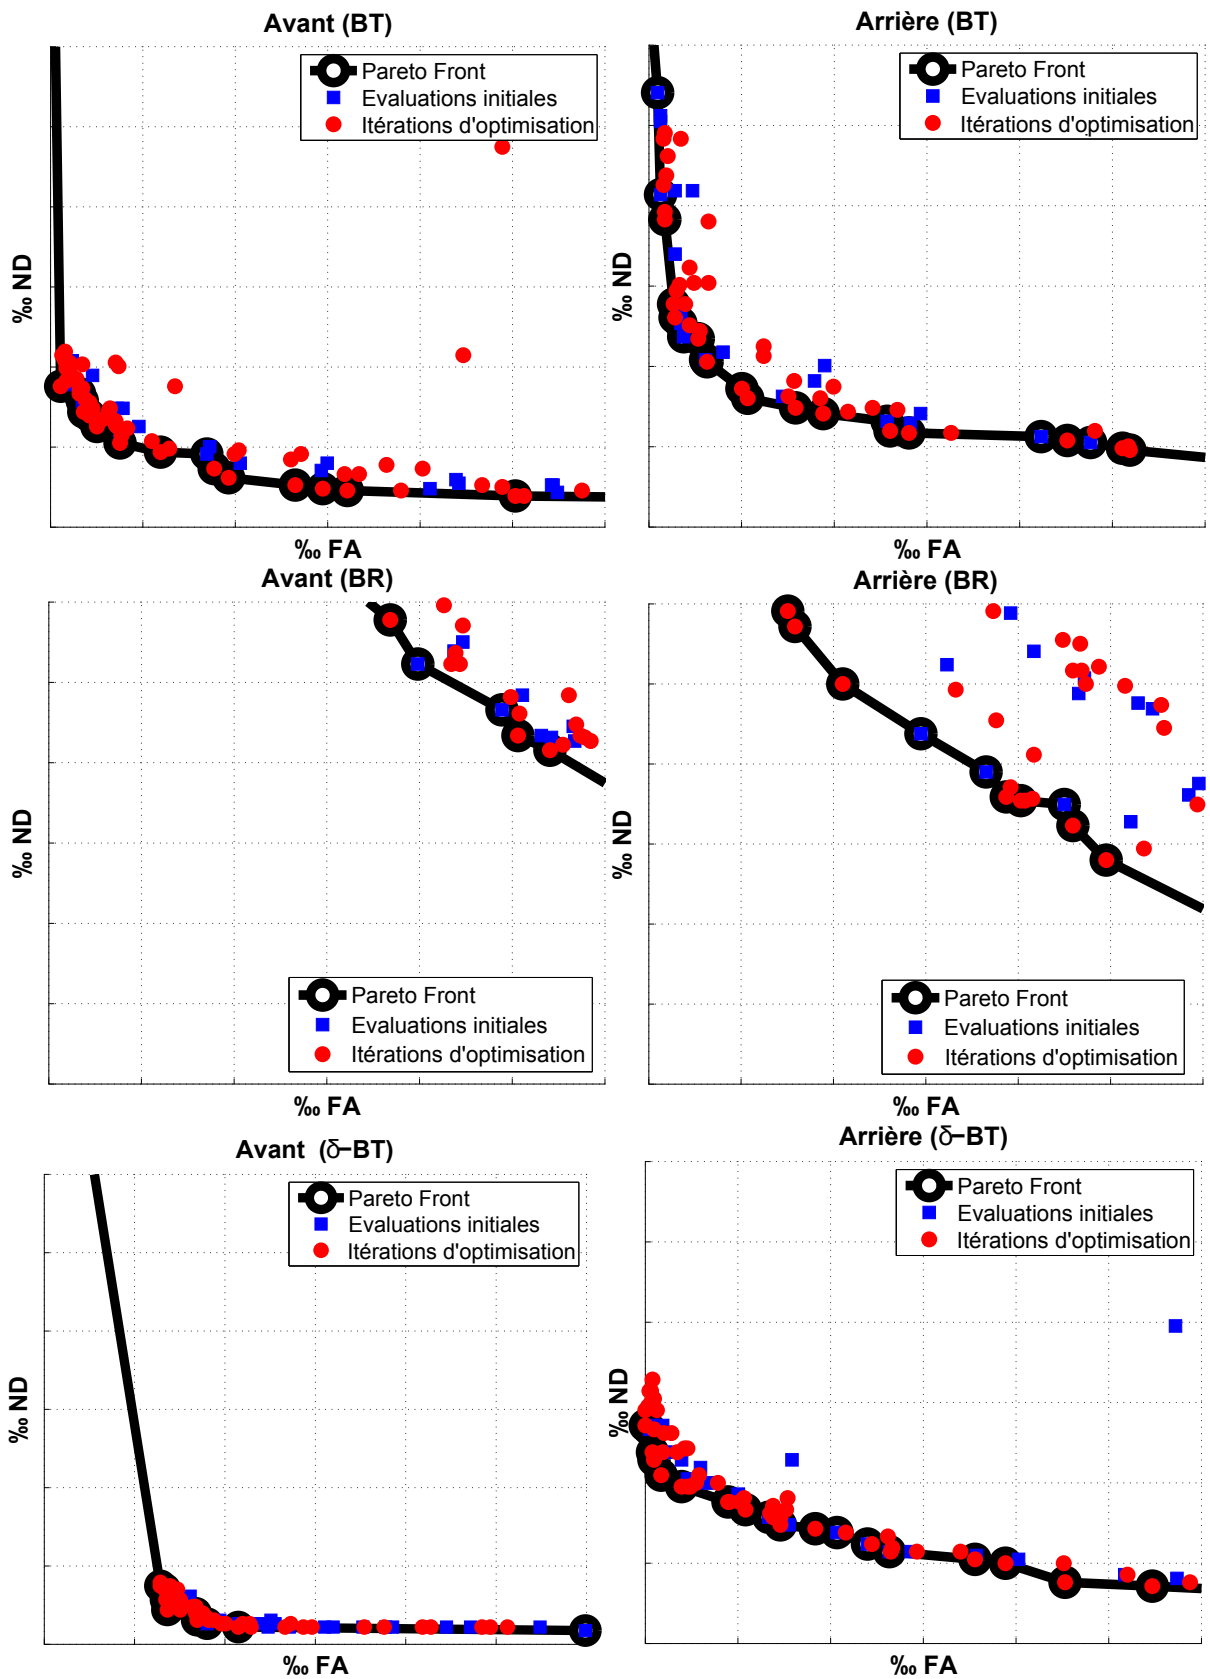 Avant (BT)
Pareto Front
Evaluations initiales
Itérations d'optimisation
‰ ND
‰ FA
Arrière (BT)
Pareto Front
Evaluations initiales
Itérations d'optimisation
‰ ND
‰ FA
Avant (BR)
‰ ND
Pareto Front
Evaluations initiales
Itérations d'optimisation
‰ FA
Arrière (BR)
‰ ND
Pareto Front
Evaluations initiales
Itérations d'optimisation
‰ FA
Avant (δ−BT)
Pareto Front
Evaluations initiales
Itérations d'optimisation
‰ ND
‰ FA
Arrière (δ−BT)
Pareto Front
Evaluations initiales
Itérations d'optimisation
‰ ND
‰ FA